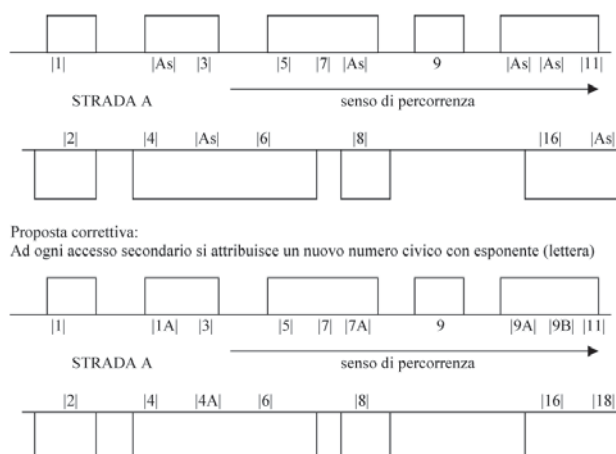 |1| |As| |3| |5| |7| |As| 9 |As| |As| |11|
STRADA A senso di percorrenza
|2| |4| |As| |6| |8| |16| |As|
Proposta correttiva:
Ad ogni accesso secondario si attribuisce un nuovo numero civico con esponente (lettera)
|1| |1A| |3| |5| |7| |7A| 9 |9A| |9B| |11|
STRADA A senso di percorrenza
|2| |4| |4A| |6| |8| |16| |18|